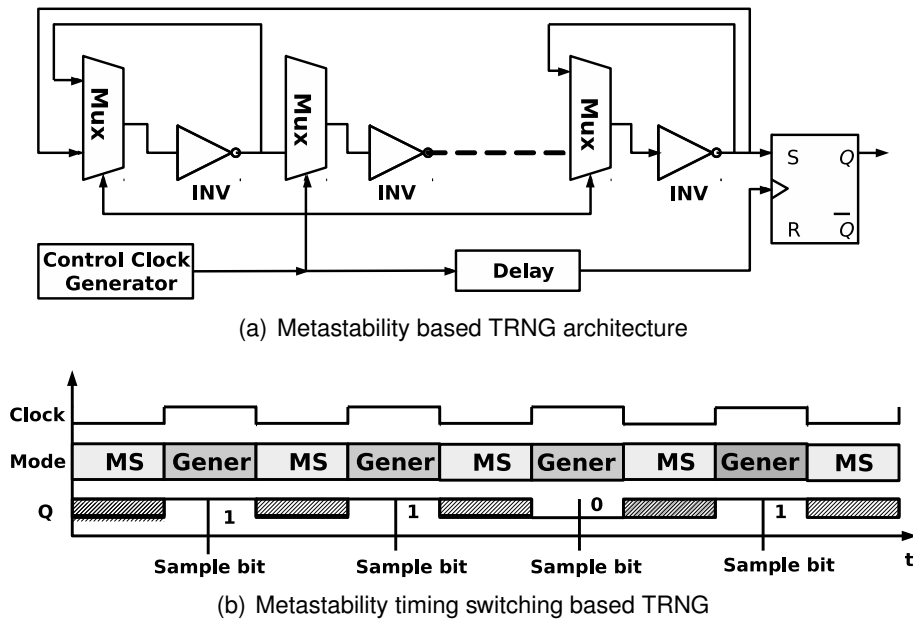 Mux
INV
Mux
INV
Mux
INV
S Q
R Q
Control Clock
Generator
Delay
(a) Metastability based TRNG architecture
Clock
Mode MS Gener MS Gener MS Gener MS Gener MS
Q 1 1 0 1
Sample bit Sample bit Sample bit Sample bit
t
(b) Metastability timing switching based TRNG